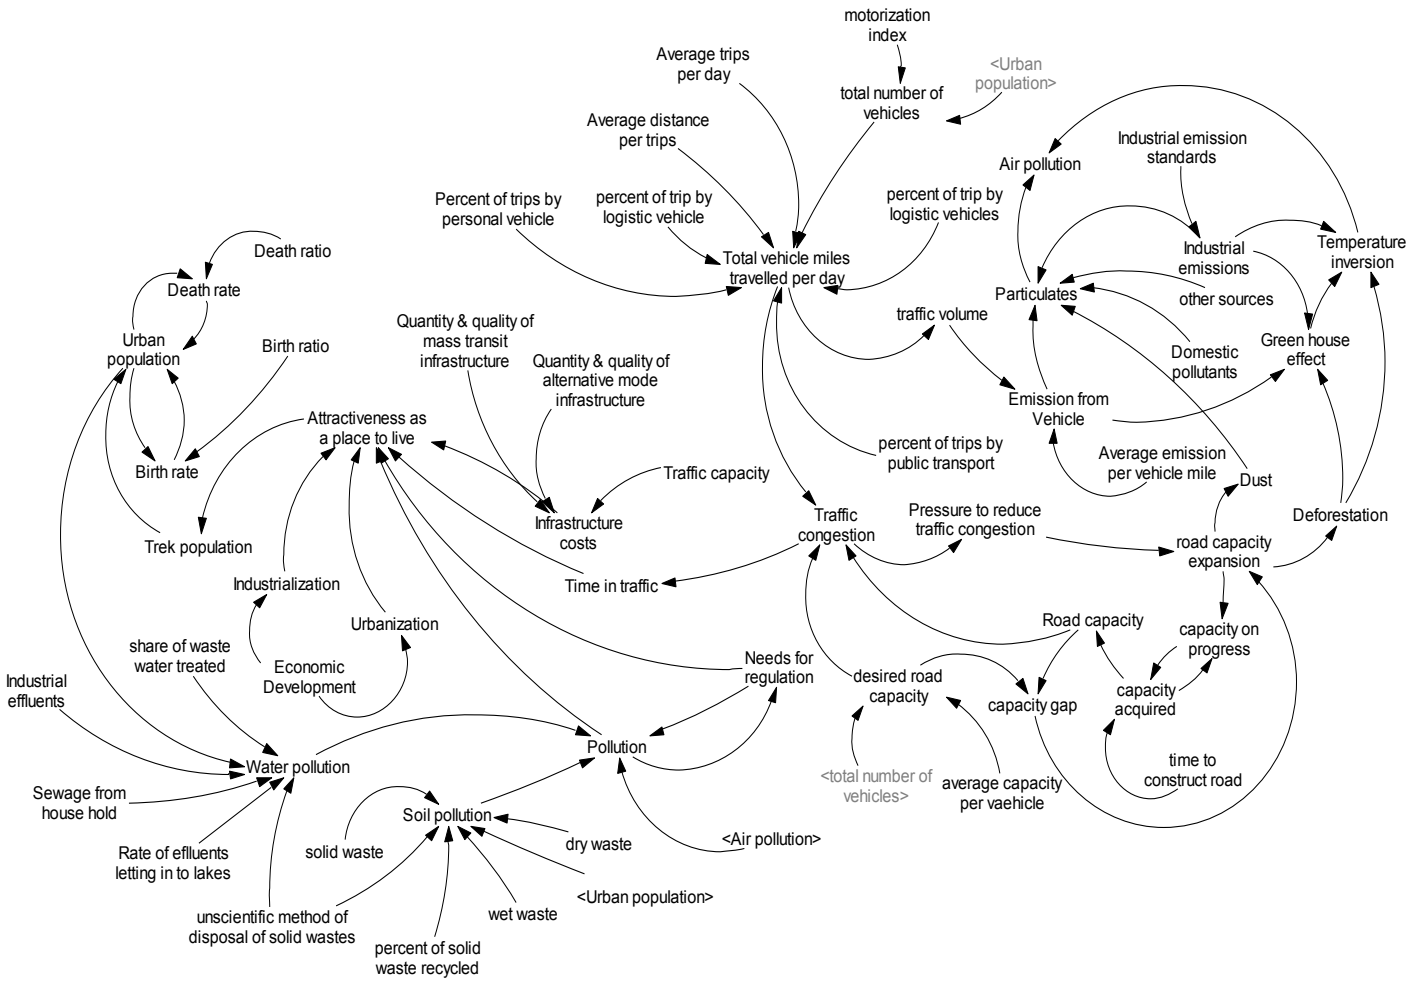 motorization
index
Average trips
per day
<Urban
population>
total number of
vehicles
Average distance
per trips
Industrial emission
standards
Air pollution
Percent of trips by
personal vehicle
percent of trip by
logistic vehicle
percent of trip by
logistic vehicles
Death ratio
Total vehicle miles
travelled per day
Industrial
emissions
Temperature
inversion
Death rate
Particulates
other sources
Urban
population
Birth ratio
Quantity & quality of
mass transit
infrastructure
traffic volume
Green house
effect
Quantity & quality of
alternative mode
infrastructure
Domestic
pollutants
Attractiveness as
a place to live
Emission from
Vehicle
Birth rate
Traffic capacity
percent of trips by
public transport
Average emission
per vehicle mile
Dust
Infrastructure
costs
Traffic
congestion
Pressure to reduce
traffic congestion
Deforestation
Trek population
road capacity
expansion
Industrialization
Time in traffic
Urbanization
Road capacity
capacity on
progress
share of waste
water treated
Economic
Development
Needs for
regulation
Industrial
effluents
desired road
capacity
capacity gap
capacity
acquired
Water pollution
Pollution
time to
construct road
Sewage from
house hold
Soil pollution
<total number of
vehicles>
average capacity
per vaehicle
Rate of eflluents
letting in to lakes
solid waste
dry waste
<Air pollution>
<Urban population>
unscientific method of
disposal of solid wastes
wet waste
percent of solid
waste recycled